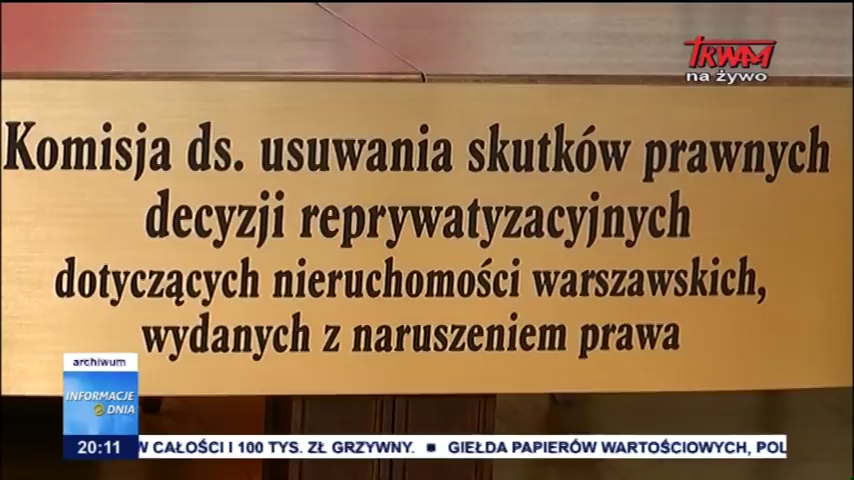 TRWAM
na żywo
Komisja ds. usuwania skutków prawnych
decyzji reprywatyzacyjnych
dotyczących nieruchomości warszawskich,
wydanych z naruszeniem prawa
archiwum
INFORMACJE
DNIA
20:11
W CAŁOŚCI I 100 TYS. ZŁ GRZYWNY. ■ GIEŁDA PAPIERÓW WARTOŚCIOWYCH, POL